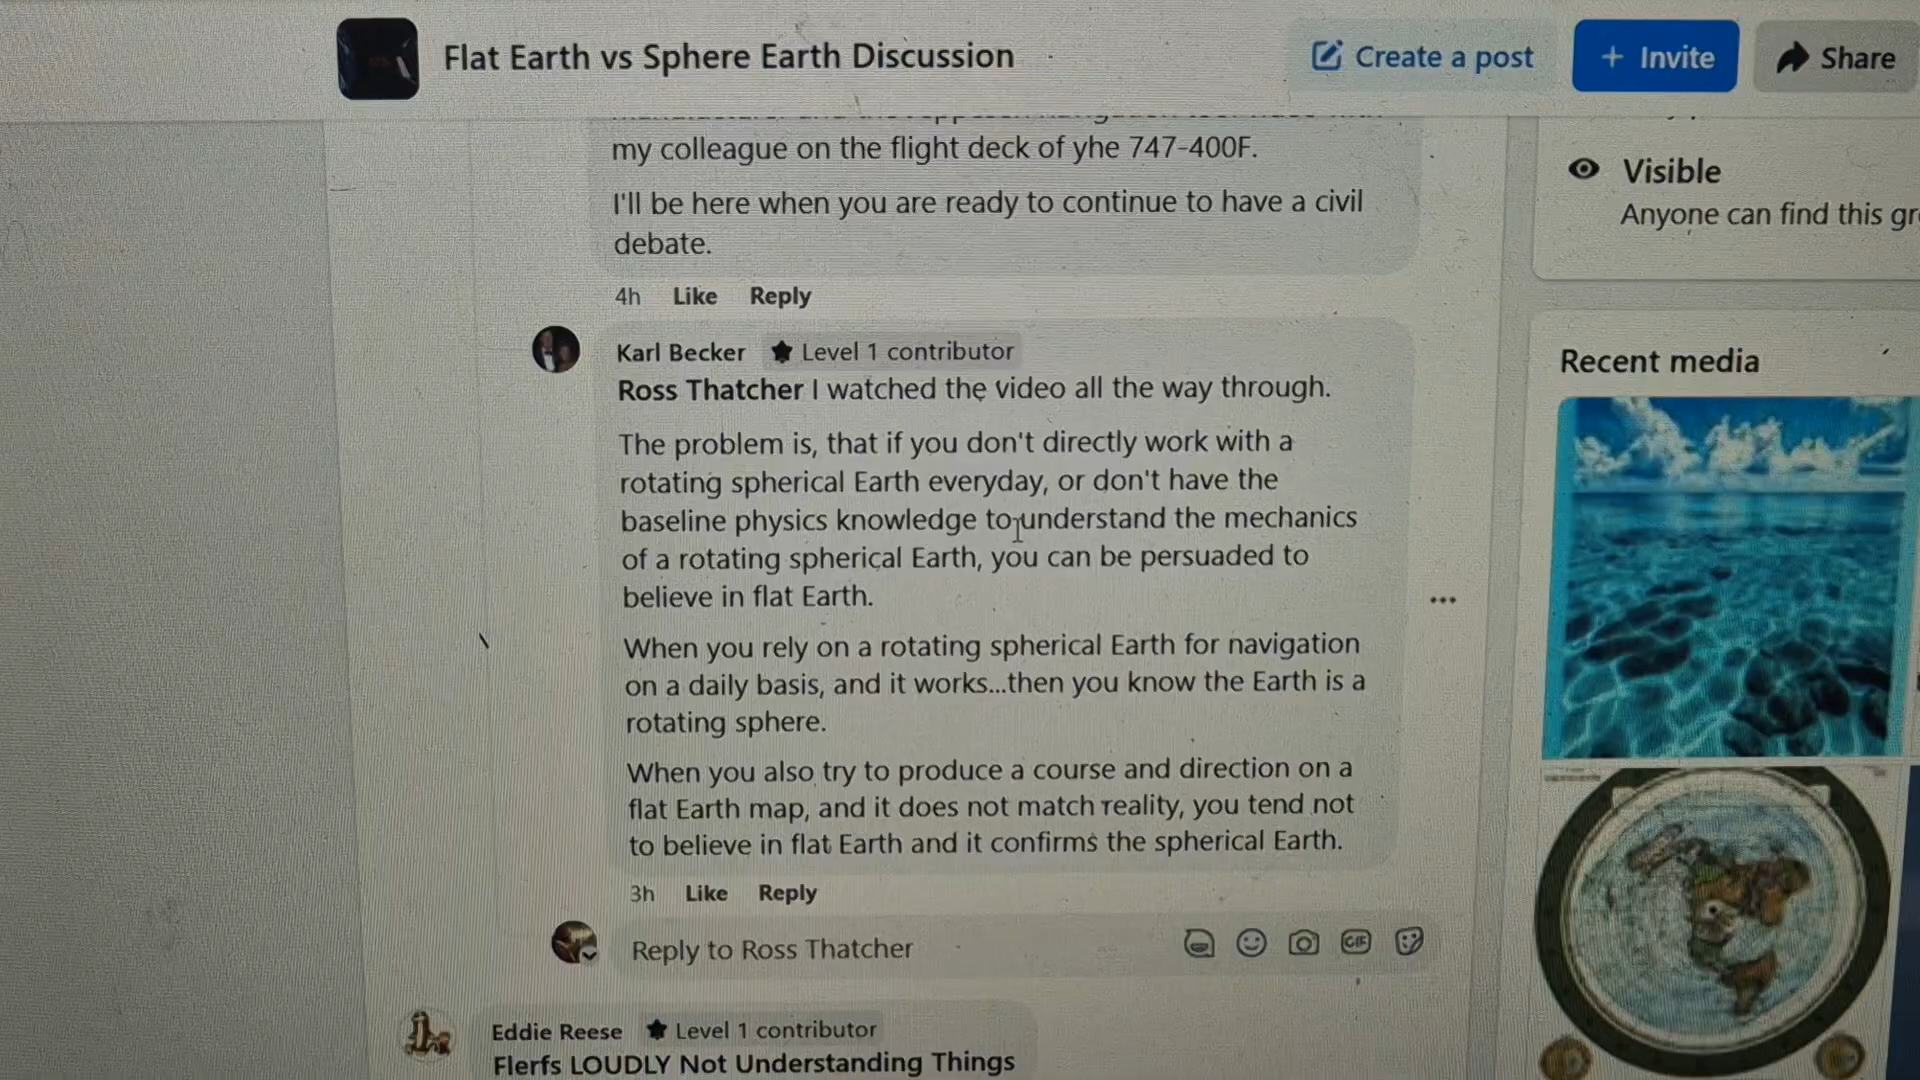 Flat Earth vs Sphere Earth Discussion
Create a post
+ Invite
Share
my colleague on the flight deck of yhe 747-400F.
I'll be here when you are ready to continue to have a civil
debate.
4h Like Reply
Karl Becker Level 1 contributor
Ross Thatcher I watched the video all the way through.
The problem is, that if you don't directly work with a
rotating spherical Earth everyday, or don't have the
baseline physics knowledge to understand the mechanics
of a rotating spherical Earth, you can be persuaded to
believe in flat Earth.
When you rely on a rotating spherical Earth for navigation
on a daily basis, and it works...then you know the Earth is a
rotating sphere.
When you also try to produce a course and direction on a
flat Earth map, and it does not match reality, you tend not
to believe in flat Earth and it confirms the spherical Earth.
3h Like Reply
Reply to Ross Thatcher
GIF
Eddie Reese Level 1 contributor
Flerfs LOUDLY Not Understanding Things
Visible
Anyone can find this gr
Recent media